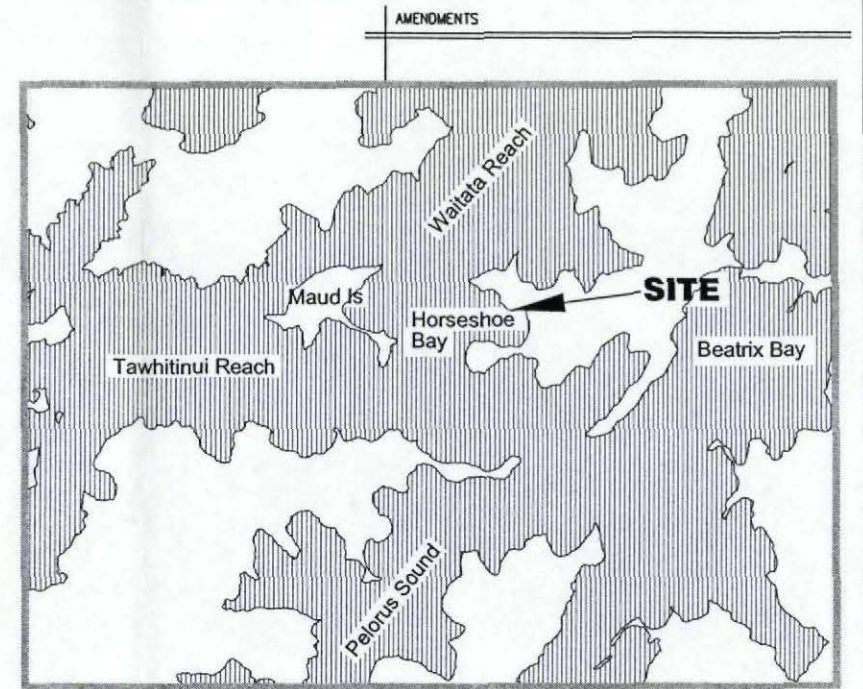 AMENDMENTS
Waitata Reach
Maud Is
SITE
Horseshoe
Bay
Beatrix Bay
Tawhitinui Reach
Pelorus Sound